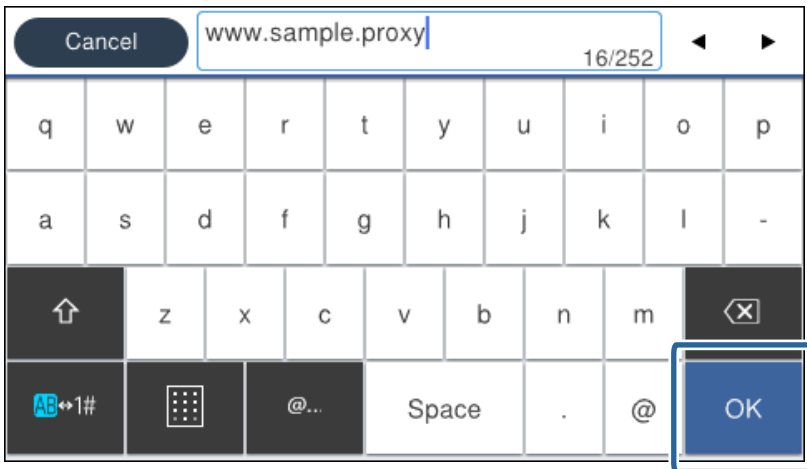 Cancel www.sample.proxy
16/252
q w e r t y u i o p
a s d f g h j k l -
z x c v b n m
AB↔1# @... Space . @ OK